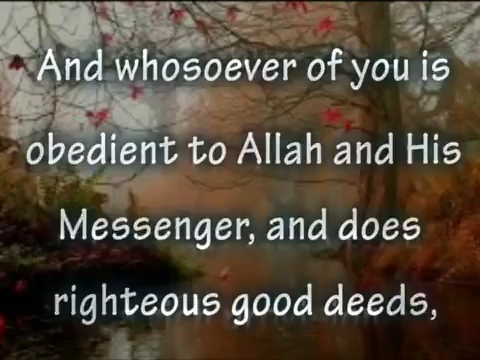 And whosoever of you is
obedient to Allah and His
Messenger, and does
righteous good deeds,